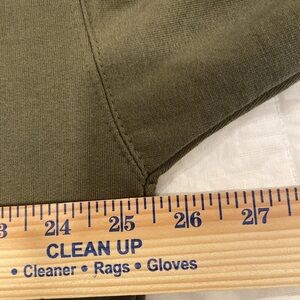 3 24 25 26 27
CLEAN UP
• Cleaner • Rags • Gloves